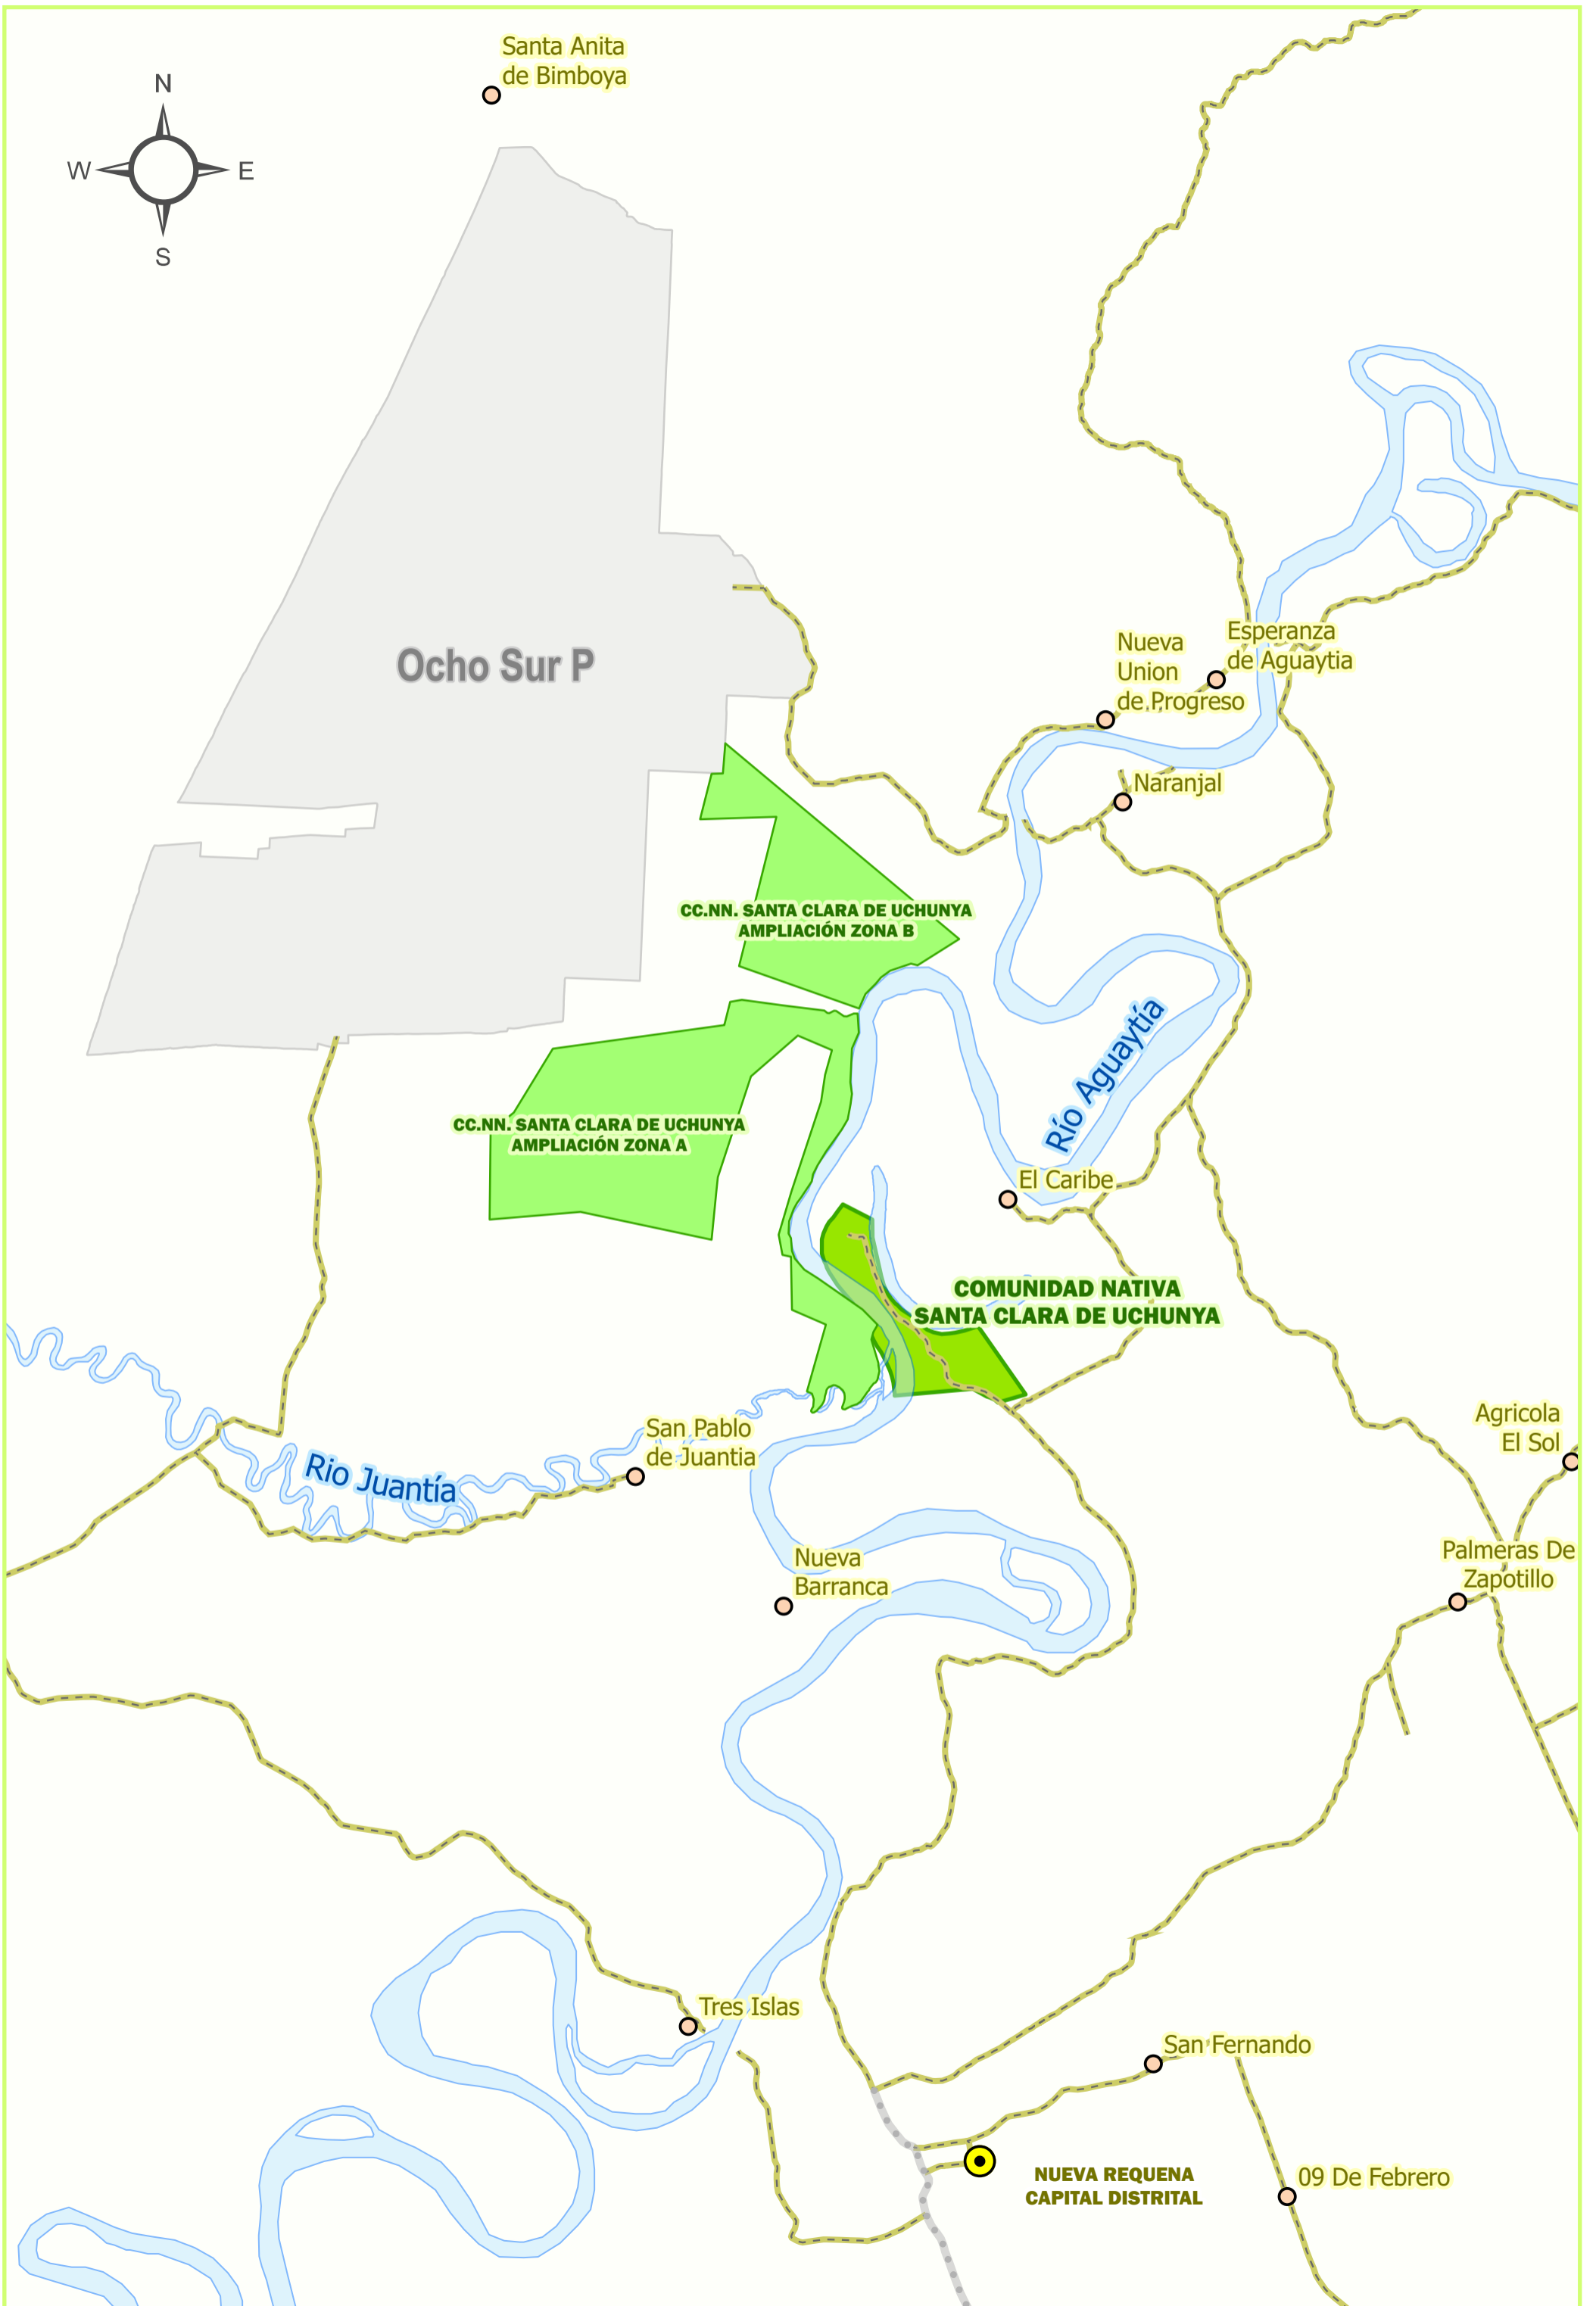 Santa Anita
de Bimboya
N
W
E
S
Ocho Sur P
Nueva
Union
de Progreso
Esperanza
de Aguaytia
Naranjal
CC.NN. SANTA CLARA DE UCHUNYA
AMPLIACIÓN ZONA B
Río Aguaytía
CC.NN. SANTA CLARA DE UCHUNYA
AMPLIACIÓN ZONA A
El Caribe
COMUNIDAD NATIVA
SANTA CLARA DE UCHUNYA
San Pablo
de Juantia
Rio Juantía
Agricola
El Sol
Nueva
Barranca
Palmeras De
Zapotillo
Tres Islas
San Fernando
NUEVA REQUENA
CAPITAL DISTRITAL
09 De Febrero